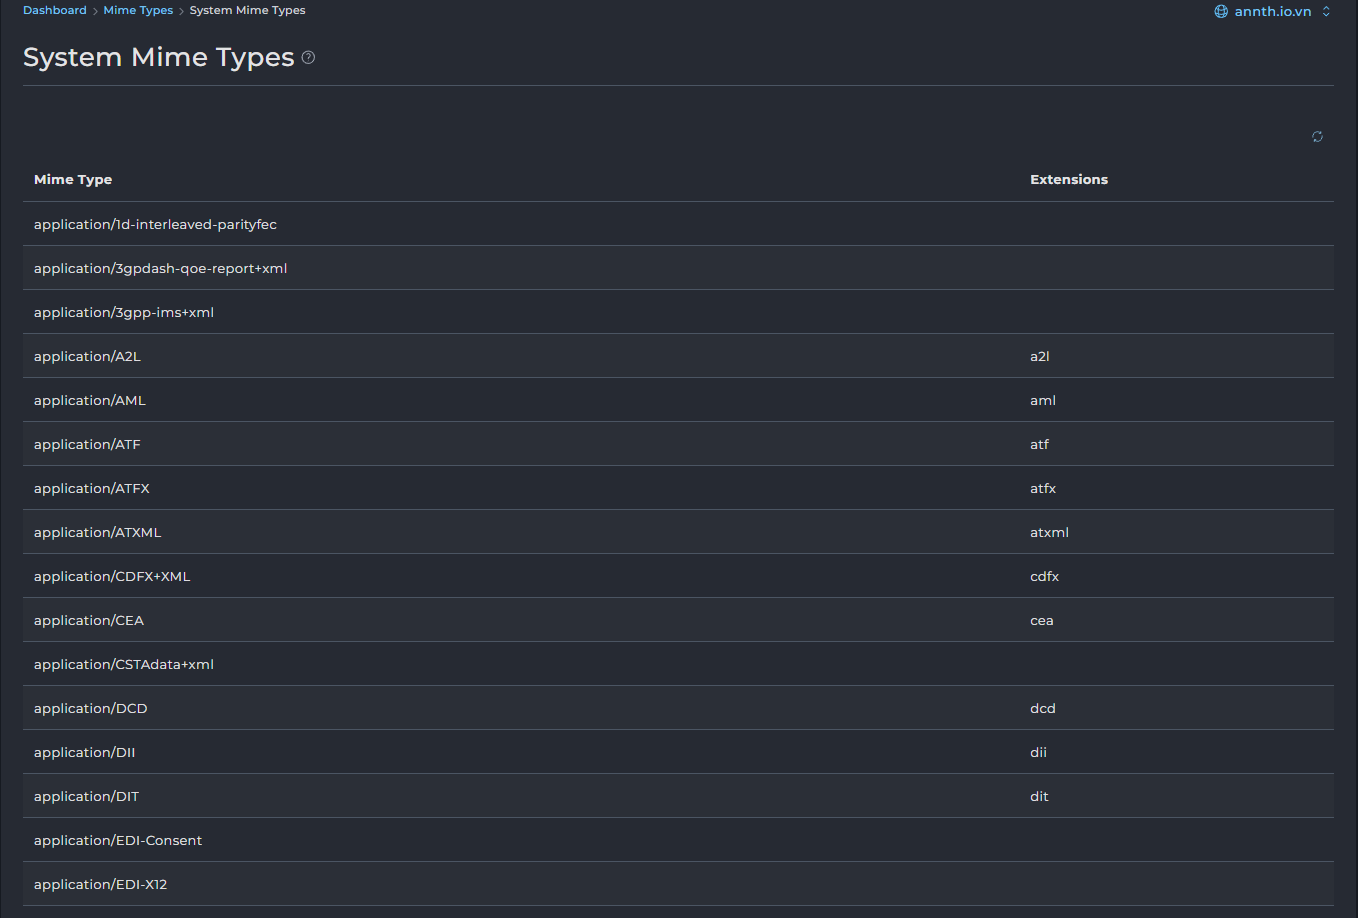 Dashboard > Mime Types > System Mime Types
annth.io.vn
System Mime Types
Mime Type Extensions
application/1d-interleaved-parityfec
application/3gpdash-qoe-report+xml
application/3gpp-ims+xml
application/A2L a2l
application/AML aml
application/ATF atf
application/ATFX atfx
application/ATXML atxml
application/CDFX+XML cdfx
application/CEA cea
application/CSTAdata+xml
application/DCD dcd
application/DII dii
application/DIT dit
application/EDI-Consent
application/EDI-X12